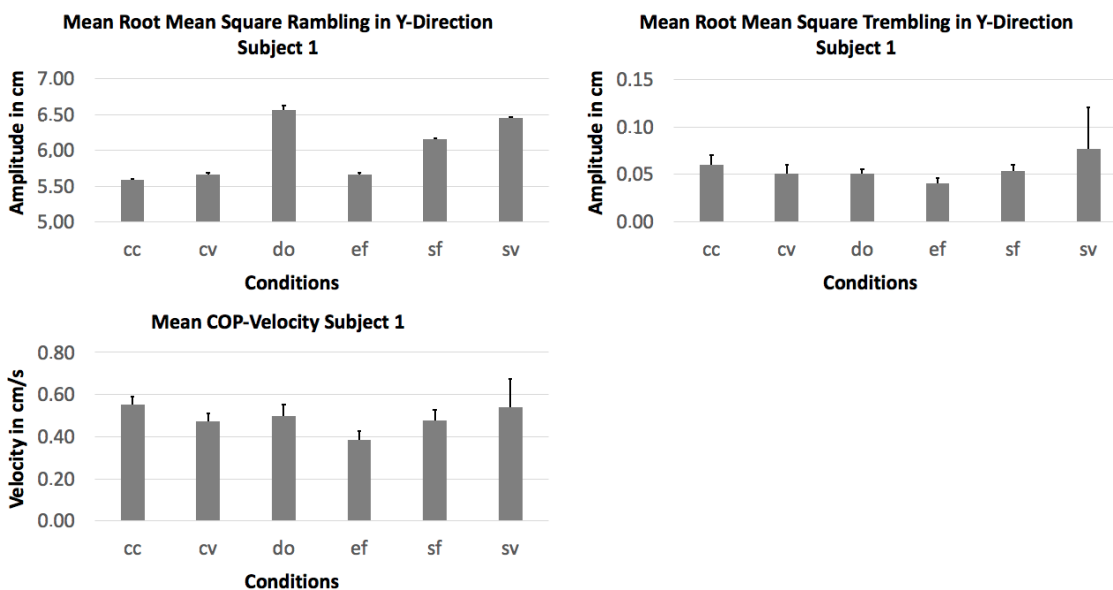 Mean Root Mean Square Rambling in Y-Direction
Subject 1
Amplitude in cm
7.00
6.50
6,00
5.50
5,00
cc cv do ef sf sv
Conditions
Mean Root Mean Square Trembling in Y-Direction
Subject 1
Amplitude in cm
0.15
0.10
0.05
0.00
cc cv do ef sf sv
Conditions
Mean COP-Velocity Subject 1
Velocity in cm/s
0.80
0.60
0.40
0.20
0.00
cc cv do ef sf sv
Conditions